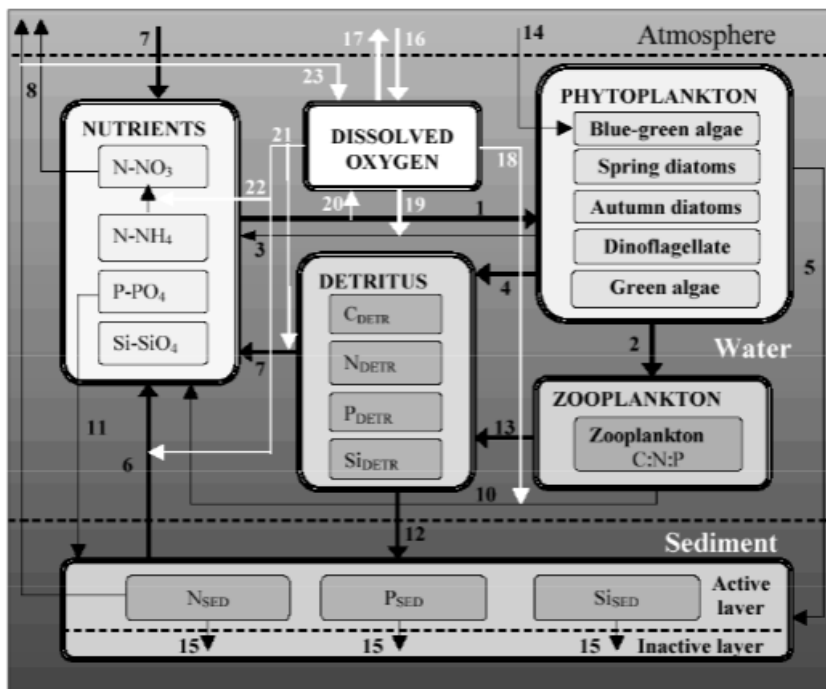 7
17
16
14
Atmosphere
23
8
NUTRIENTS
N-NO3
N-NH4
P-PO4
Si-SiO4
21
DISSOLVED
OXYGEN
18
22
20
19
1
3
PHYTOPLANKTON
Blue-green algae
Spring diatoms
Autumn diatoms
Dinoflagellate
Green algae
5
DETRITUS
CDETR
NDETR
PDETR
SiDETR
4
7
2
Water
ZOOPLANKTON
Zooplankton
C:N:P
13
11
6
10
12
Sediment
NSED
PSED
SiSED
Active
layer
15
15
15
Inactive layer